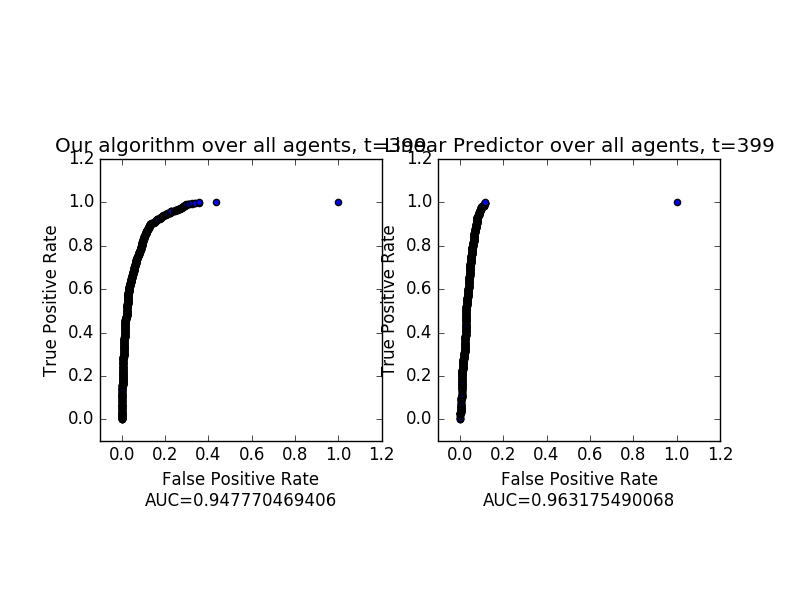 Our algorithm over all agents, t=399
Linear Predictor over all agents, t=399
1.2
1.0
0.8
0.6
0.4
0.2
0.0
True Positive Rate
0.0 0.2 0.4 0.6 0.8 1.0 1.2
False Positive Rate
AUC=0.947770469406
1.2
1.0
0.8
0.6
0.4
0.2
0.0
True Positive Rate
0.0 0.2 0.4 0.6 0.8 1.0 1.2
False Positive Rate
AUC=0.963175490068